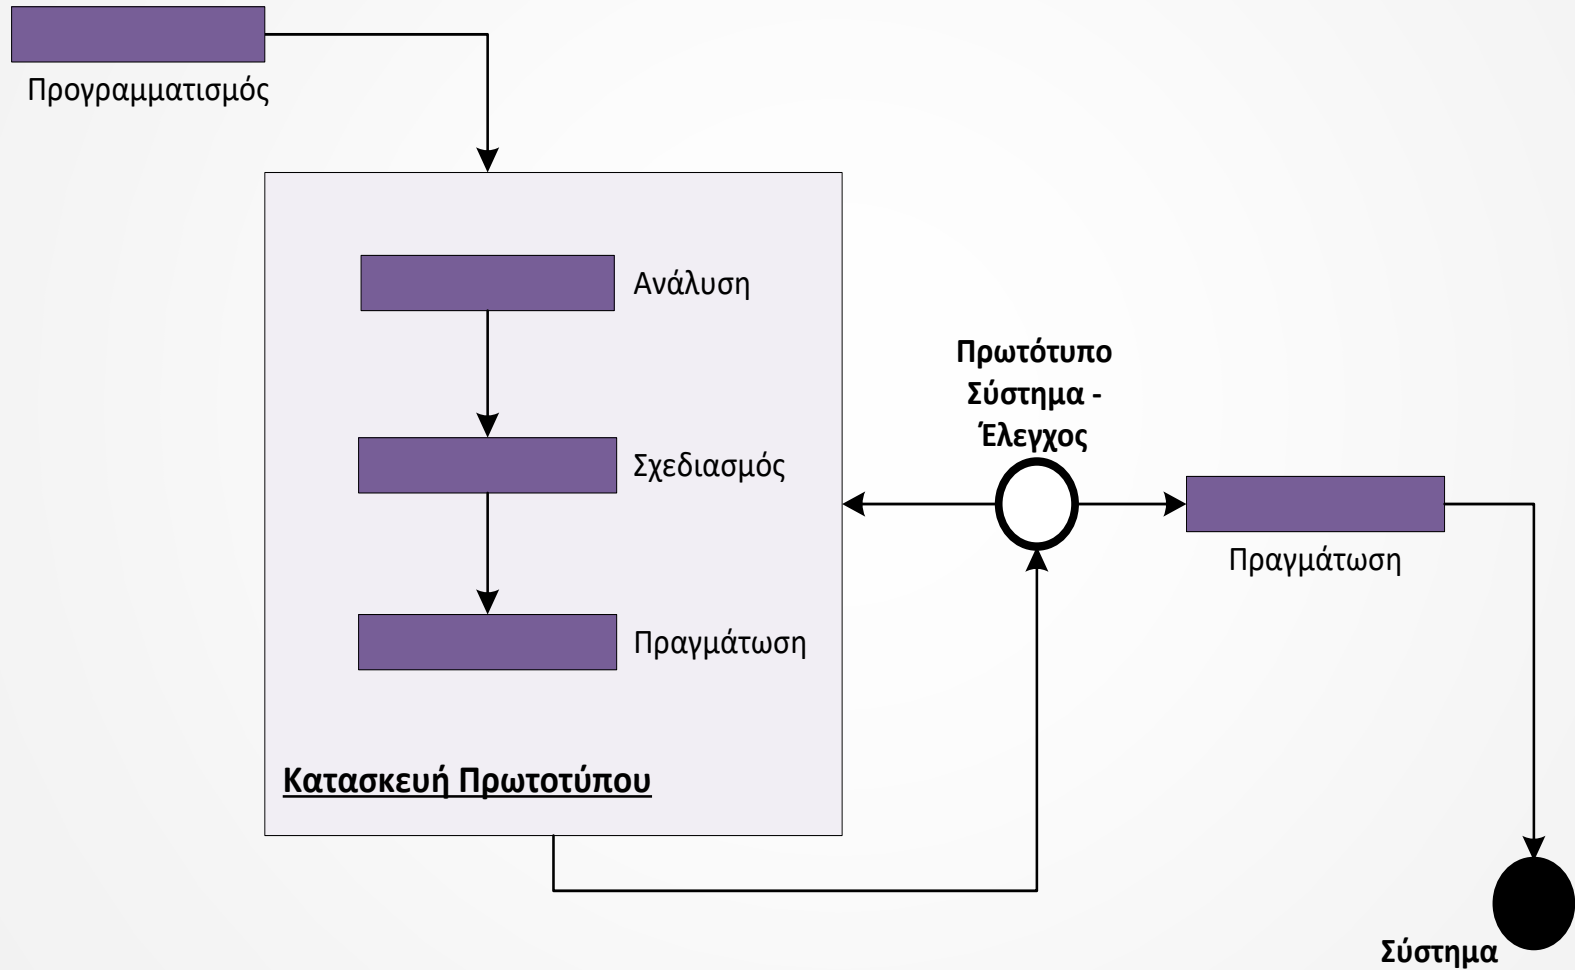 Προγραμματισμός
Ανάλυση
Πρωτότυπο
Σύστημα -
Έλεγχος
Σχεδιασμός
Πραγμάτωση
Πραγμάτωση
Κατασκευή Πρωτοτύπου
Σύστημα